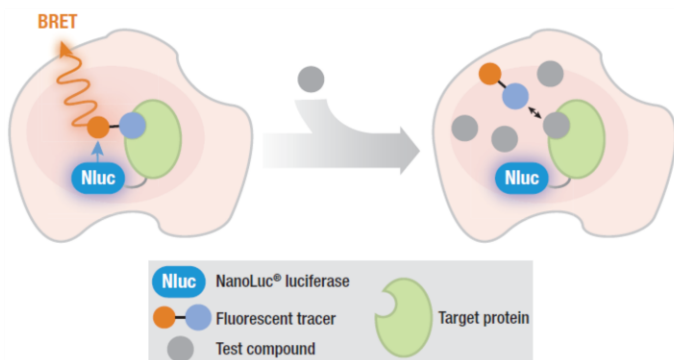 BRET
Nluc
Nluc
Nluc NanoLuc® luciferase
Fluorescent tracer
Target protein
Test compound